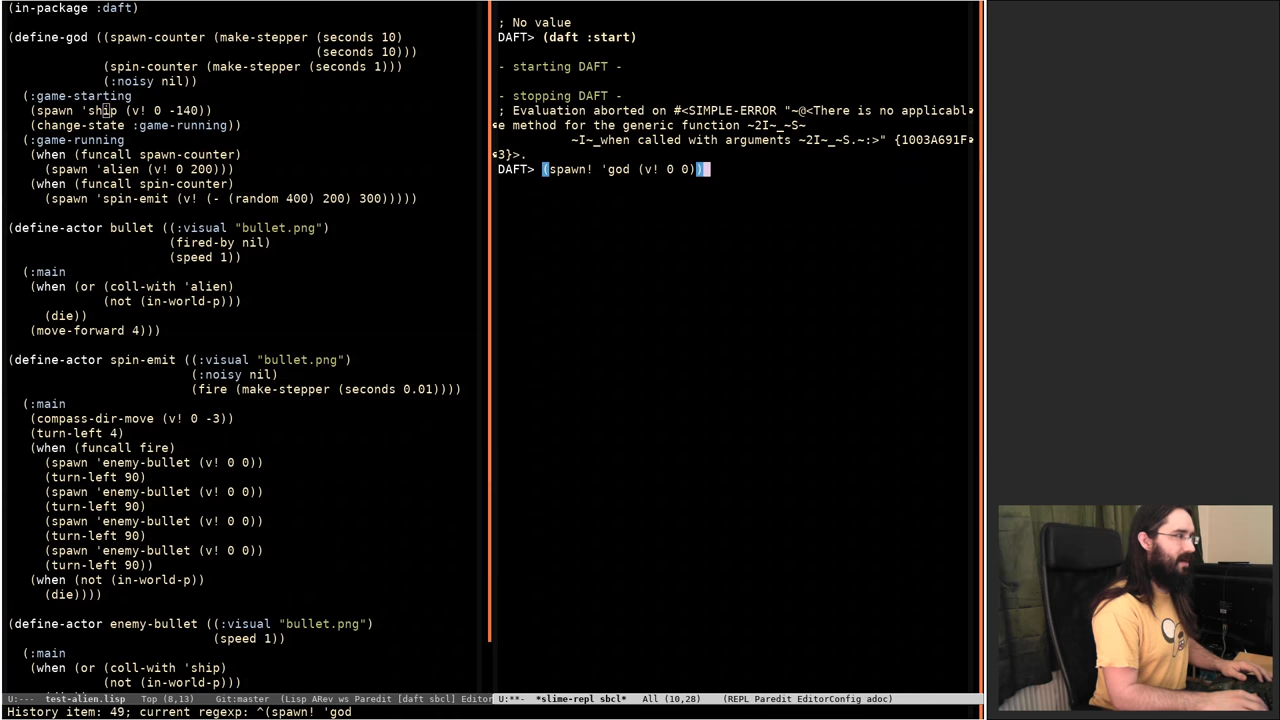 (in-package :daft)
(define-god ((spawn-counter (make-stepper (seconds 10)
(seconds 10)))
(spin-counter (make-stepper (seconds 1)))
(:noisy nil))
(:game-starting
(spawn 'ship (v! 0 -140))
(change-state :game-running))
(:game-running
(when (funcall spawn-counter)
(spawn 'alien (v! 0 200)))
(when (funcall spin-counter)
(spawn 'spin-emit (v! (- (random 400) 200) 300)))))
(define-actor bullet ((:visual "bullet.png")
(fired-by nil)
(speed 1))
(:main
(when (or (coll-with 'alien)
(not (in-world-p)))
(die))
(move-forward 4)))
(define-actor spin-emit ((:visual "bullet.png")
(:noisy nil)
(fire (make-stepper (seconds 0.01))))
(:main
(compass-dir-move (v! 0 -3))
(turn-left 4)
(when (funcall fire)
(spawn 'enemy-bullet (v! 0 0))
(turn-left 90)
(spawn 'enemy-bullet (v! 0 0))
(turn-left 90)
(spawn 'enemy-bullet (v! 0 0))
(turn-left 90)
(spawn 'enemy-bullet (v! 0 0))
(turn-left 90))
(when (not (in-world-p))
(die))))
(define-actor enemy-bullet ((:visual "bullet.png")
(speed 1))
(:main
(when (or (coll-with 'ship)
(not (in-world-p)))
U:--- test-alien.lisp Top (8,13) Git:master (Lisp ARev ws Paredit [daft sbcl] Editor
; No value
DAFT> (daft :start)
- starting DAFT -
- stopping DAFT -
; Evaluation aborted on #<SIMPLE-ERROR "~@<There is no applicabl
e method for the generic function ~2I~_~S~
~I~_when called with arguments ~2I~_~S.~:>" {1003A691F
3}>.
DAFT> (spawn! 'god (v! 0 0))
U:**- *slime-repl sbcl* All (10,28) (REPL Paredit EditorConfig adoc)
History item: 49; current regexp: ^(spawn! 'god